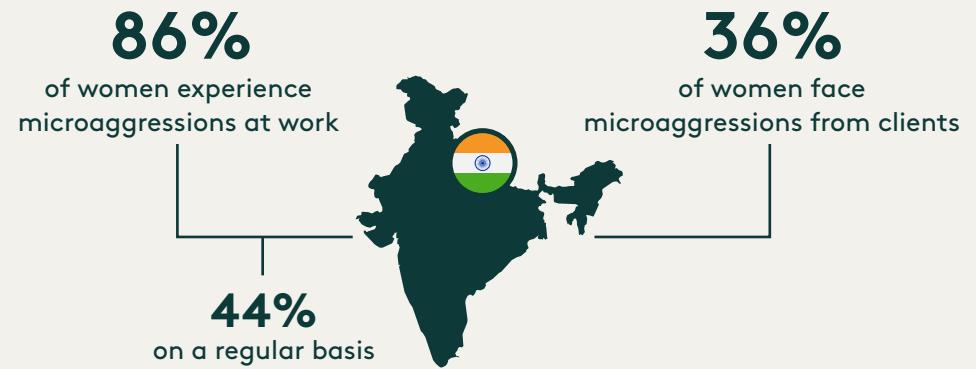 86%
of women experience
microaggressions at work
44%
on a regular basis
36%
of women face
microaggressions from clients